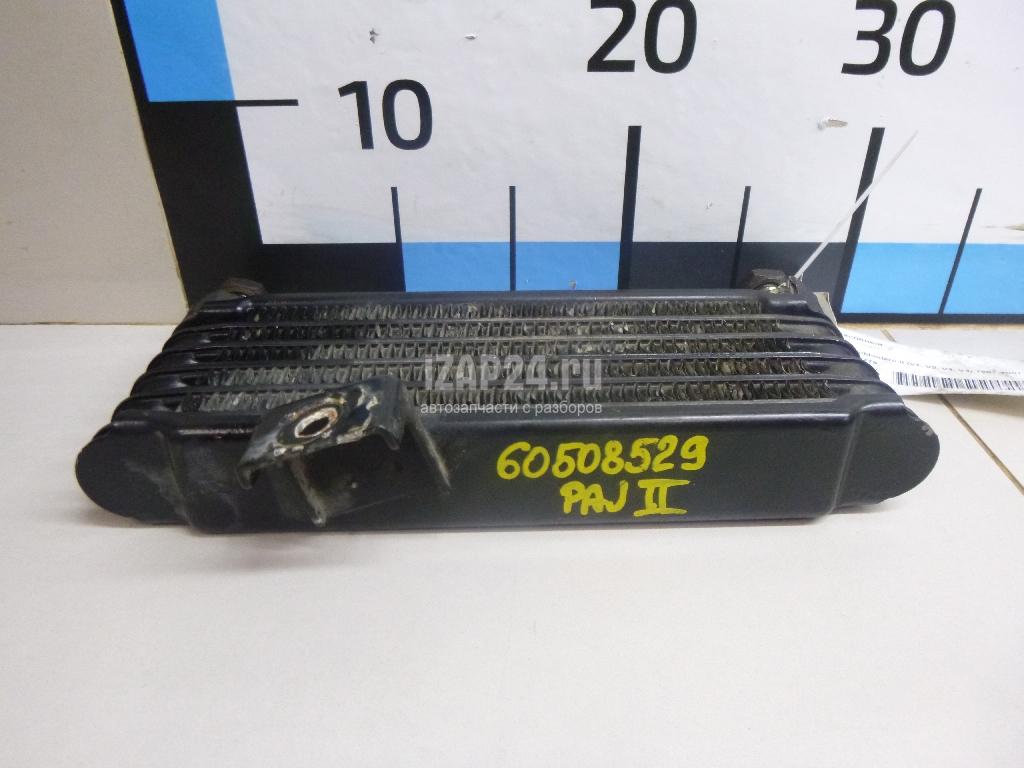 20
30
10
iZAP24.ru
автозапчасти с разборов
60508529
PAJ II